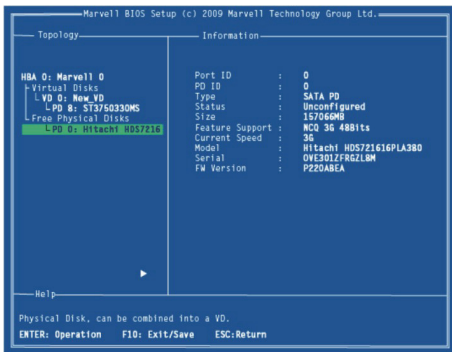 Marvell BIOS Setup (c) 2009 Marvell Technology Group Ltd.
Topology
HBA 0: Marvell 0
Virtual Disks
VD 0: New_VD
PD 8: ST3750330NS
Free Physical Disks
PD 0: Hitachi HDS7216
Information
Port ID : 0
PD ID : 0
Type : SATA PD
Status : Unconfigured
Size : 157066MB
Feature Support : NCQ 3G 48Bits
Current Speed : 3G
Model : Hitachi HDS721616PLA380
Serial : OVE301ZFRGZLBM
FW Version : P22OABEA
Help
Physical Disk, can be combined into a VD.
ENTER: Operation F10: Exit/Save ESC:Return